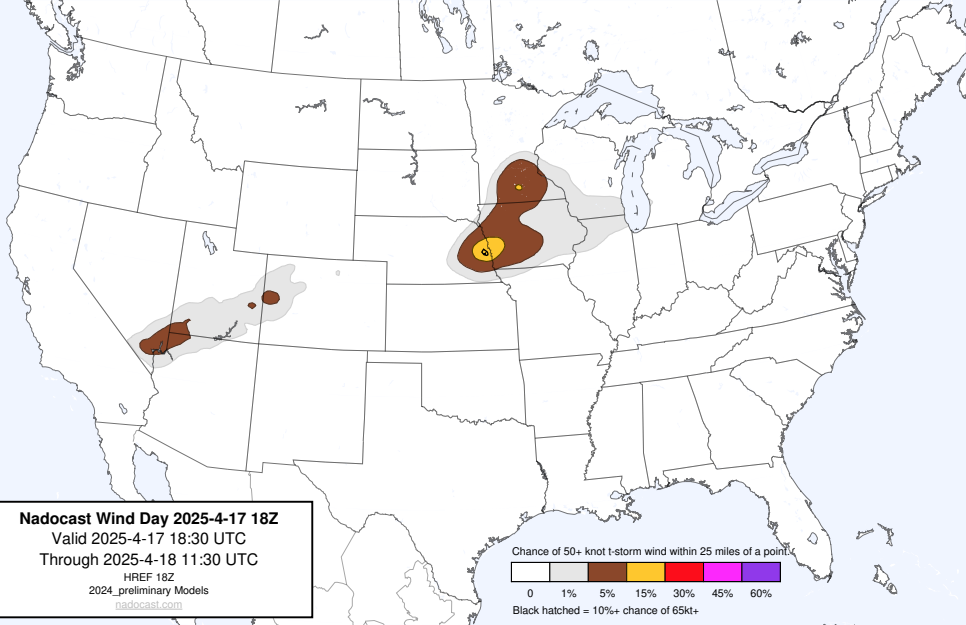 Nadocast Wind Day 2025-4-17 18Z
Valid 2025-4-17 18:30 UTC
Through 2025-4-18 11:30 UTC
HREF 18Z
2024_preliminary Models
nadocast.com
Chance of 50+ knot t-storm wind within 25 miles of a point.
0 1% 5% 15% 30% 45% 60%
Black hatched = 10%+ chance of 65kt+